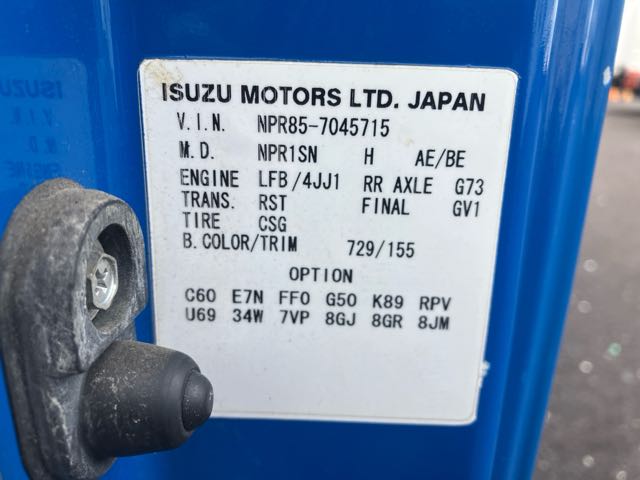 ISUZU MOTORS LTD. JAPAN
V.I.N. NPR85-7045715
M.D. NPR1SN H AE/BE
ENGINE LFB/4JJ1 RR AXLE G73
TRANS. RST FINAL GV1
TIRE CSG
B.COLOR/TRIM 729/155
OPTION
C60 E7N FF0 G50 K89 RPV
U69 34W 7VP 8GJ 8GR 8JM